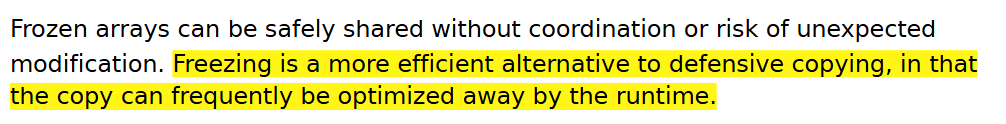 Frozen arrays can be safely shared without coordination or risk of unexpected
modification. Freezing is a more efficient alternative to defensive copying, in that
the copy can frequently be optimized away by the runtime.